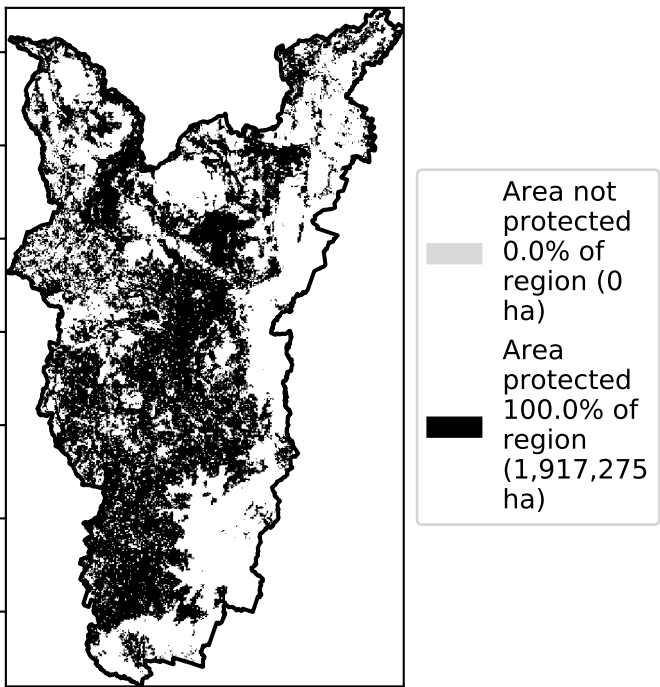 Area not
protected
0.0% of
region (0
ha)
Area
protected
100.0% of
region
(1,917,275
ha)